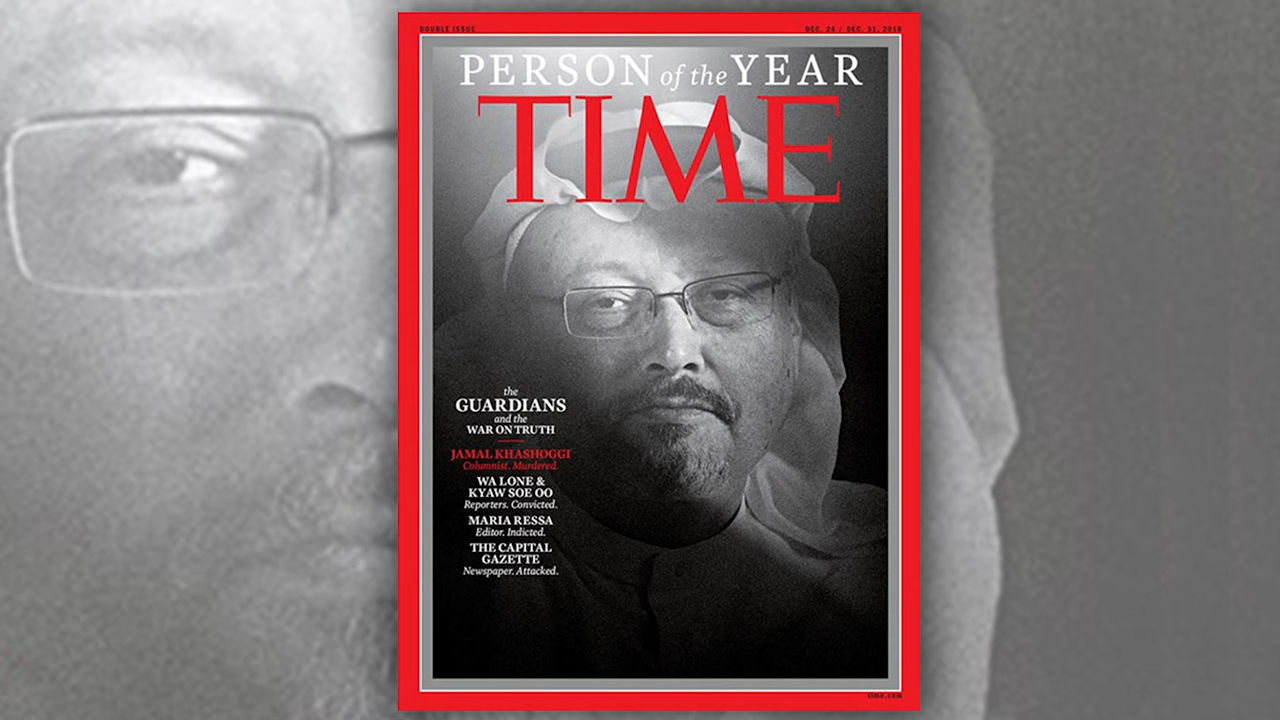 DOUBLE ISSUE
DEC. 24 / DEC. 31, 2018
PERSON of the YEAR
TIME
the
GUARDIANS
and the
WAR ON TRUTH
JAMAL KHASHOGGI
Columnist. Murdered.
WA LONE &
KYAW SOE OO
Reporters. Convicted.
MARIA RESSA
Editor. Indicted.
THE CAPITAL
GAZETTE
Newspaper. Attacked.
time.com